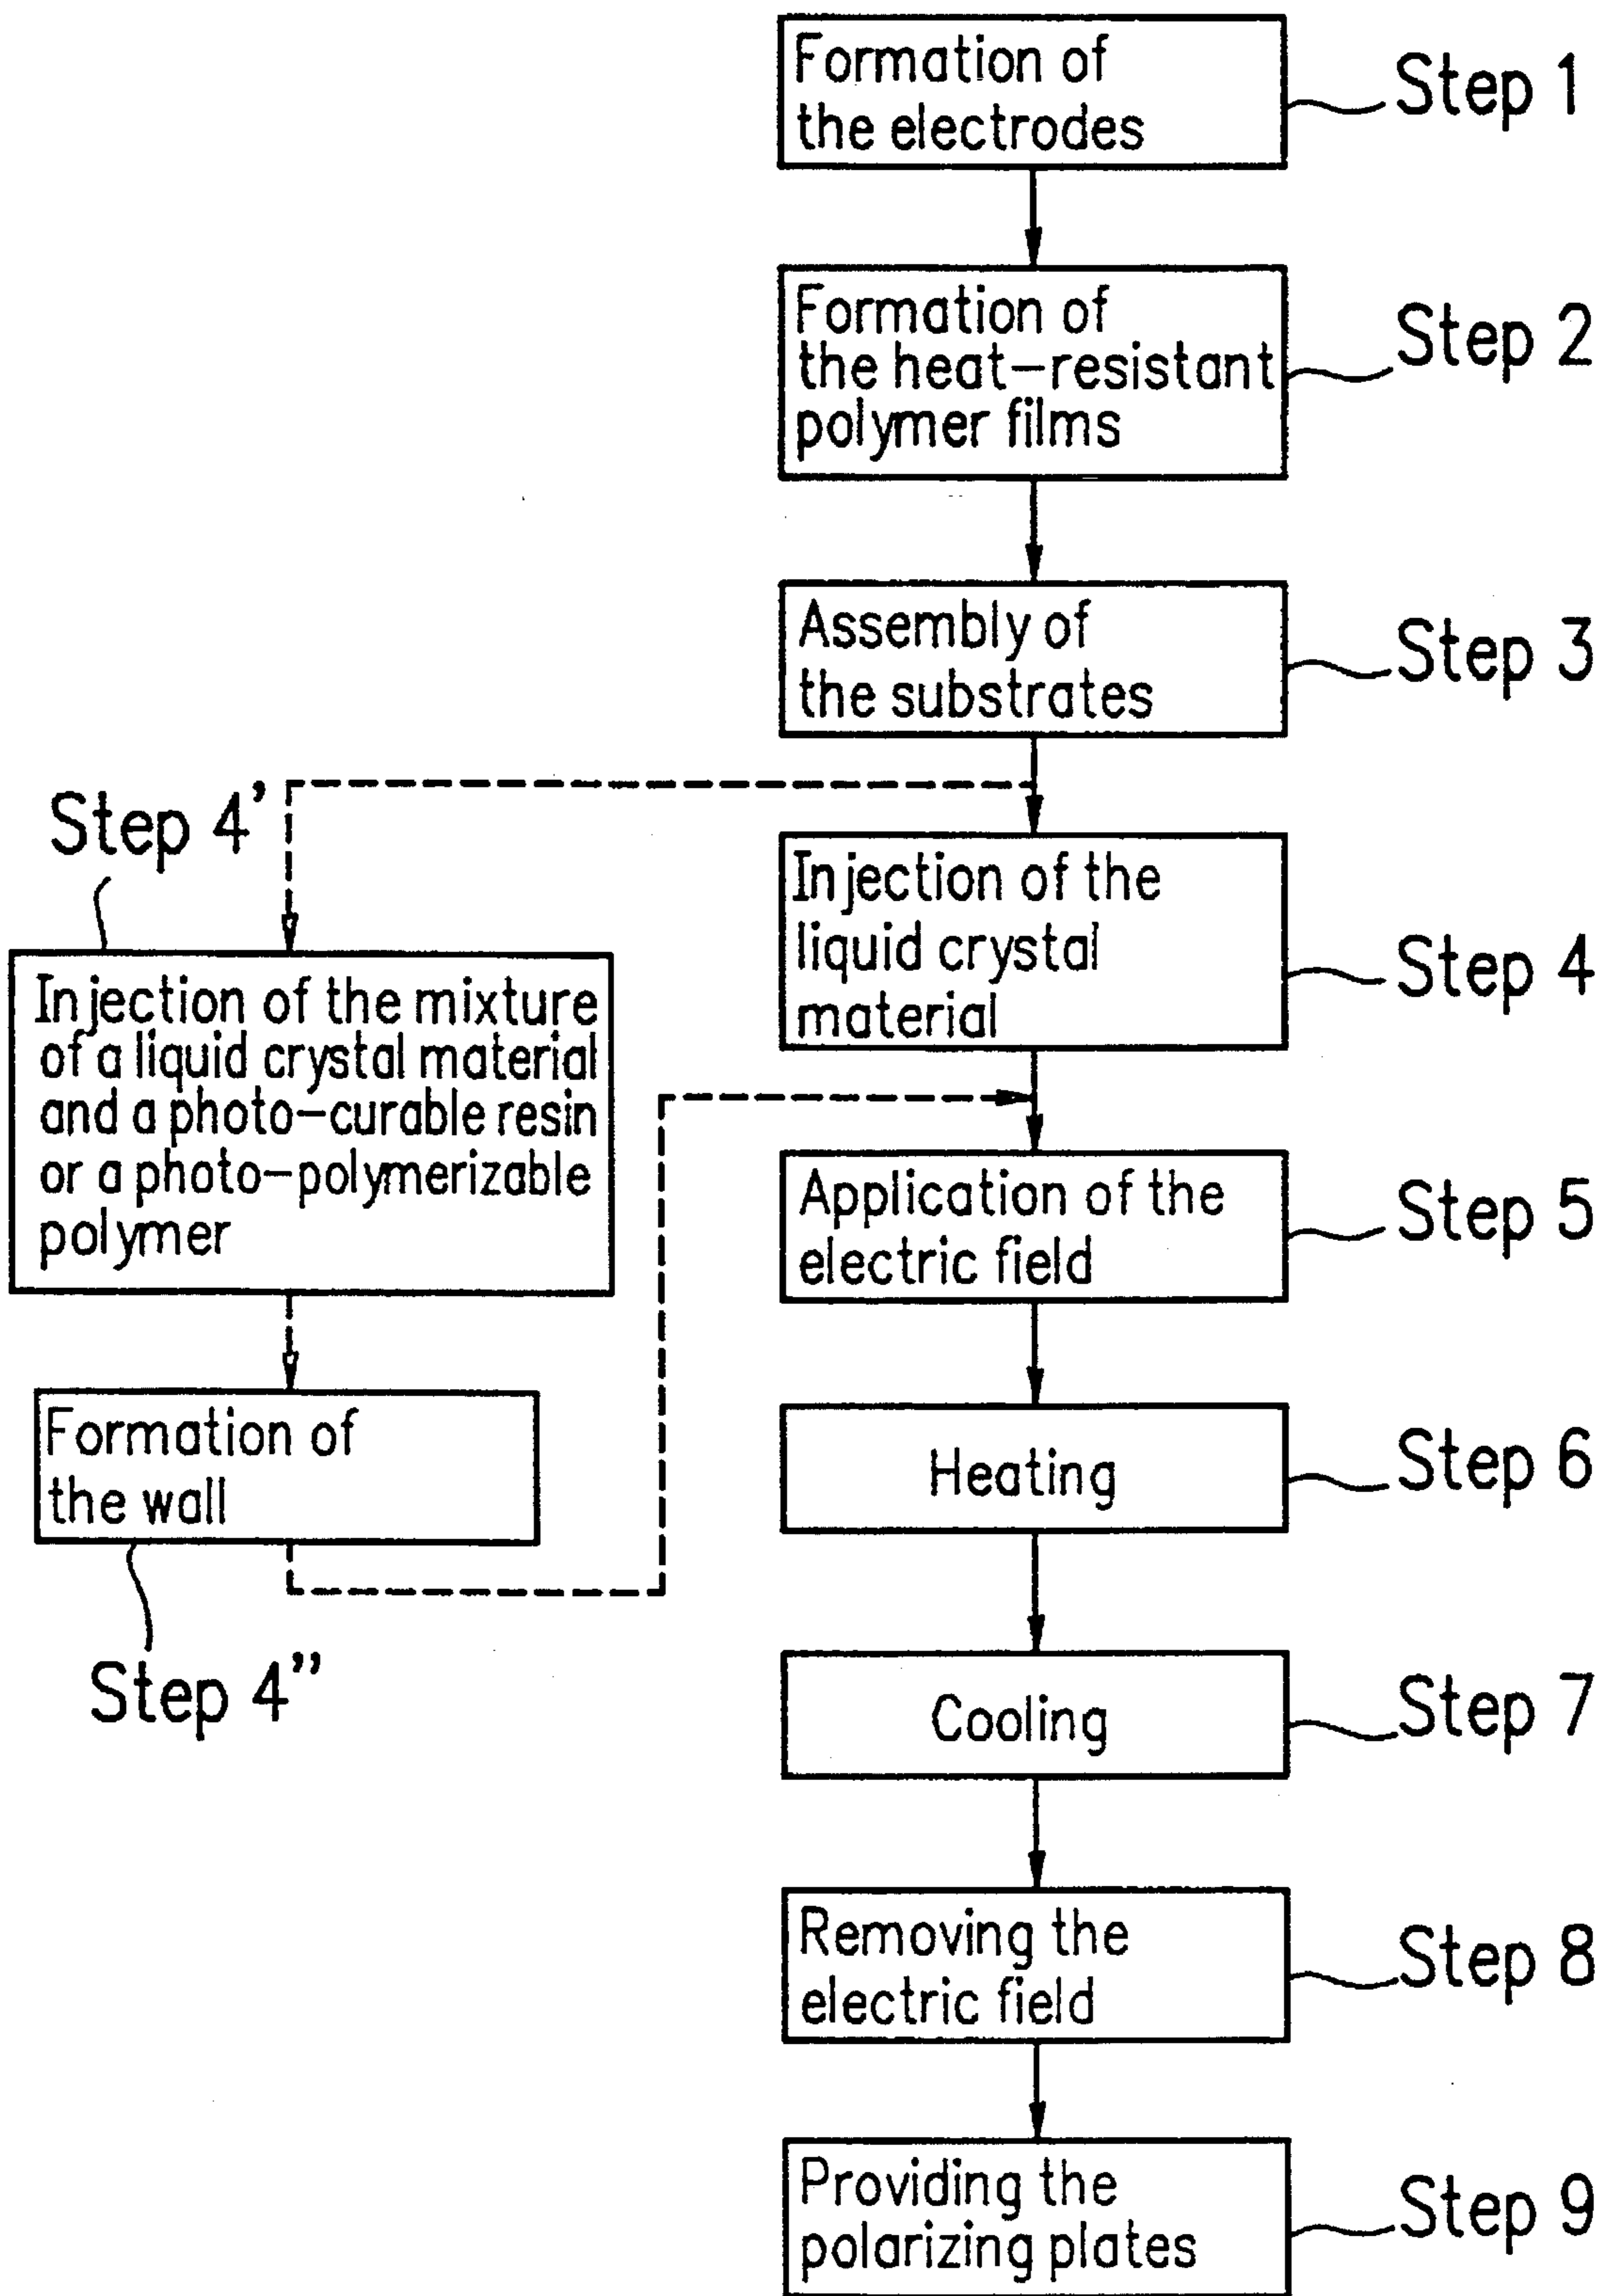 Formation of
the electrodes
Step 1
Formation of
the heat-resistant
polymer films
Step 2
Assembly of
the substrates
Step 3
Step 4'
Injection of the mixture
of a liquid crystal material
and a photo-curable resin
or a photo-polymerizable
polymer
Formation of
the wall
Step 4"
Injection of the
liquid crystal
material
Step 4
Application of the
electric field
Step 5
Heating
Step 6
Cooling
Step 7
Removing the
electric field
Step 8
Providing the
polarizing plates
Step 9